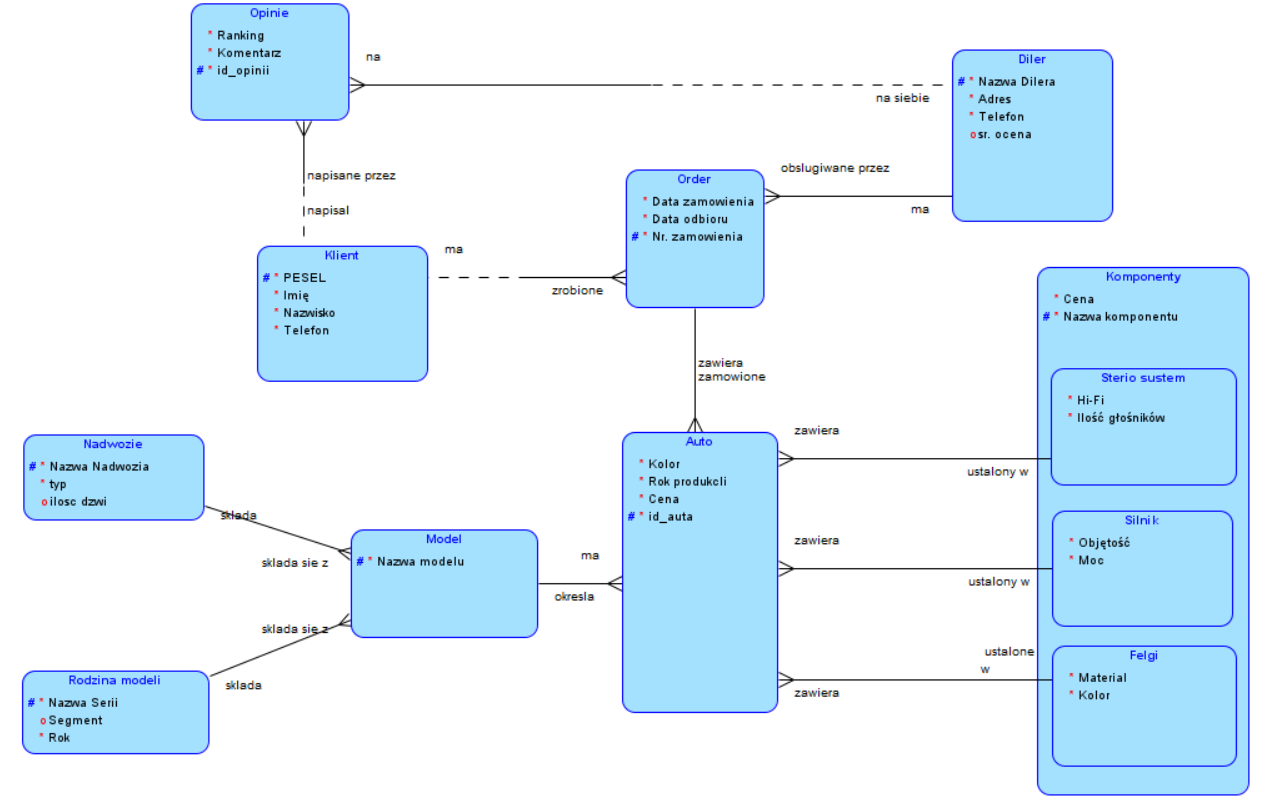 Opinie
* Ranking
* Komentarz
# * id_opinii
na
na siebie
Diler
# * Nazwa Dilera
* Adres
* Telefon
o sr. ocena
napisane przez
napisal
Order
* Data zamowienia
* Data odbioru
# * Nr. zamowienia
obslugiwane przez
ma
Klient
# * PESEL
* Imię
* Nazwisko
* Telefon
ma
zrobione
zawiera
zamowione
Komponenty
* Cena
# * Nazwa komponentu
Sterio sustem
* Hi-Fi
* Ilość głośników
Nadwozie
# * Nazwa Nadwozia
* typ
o ilosc dzwi
Auto
* Kolor
* Rok produkcli
* Cena
# * id_auta
zawiera
ustalony w
sklada
sklada sie z
Model
# * Nazwa modelu
ma
okresla
zawiera
ustalony w
Silnik
* Objętość
* Moc
sklada się z
sklada
Rodzina modeli
# * Nazwa Serii
o Segment
* Rok
ustalone
w
zawiera
Felgi
* Material
* Kolor